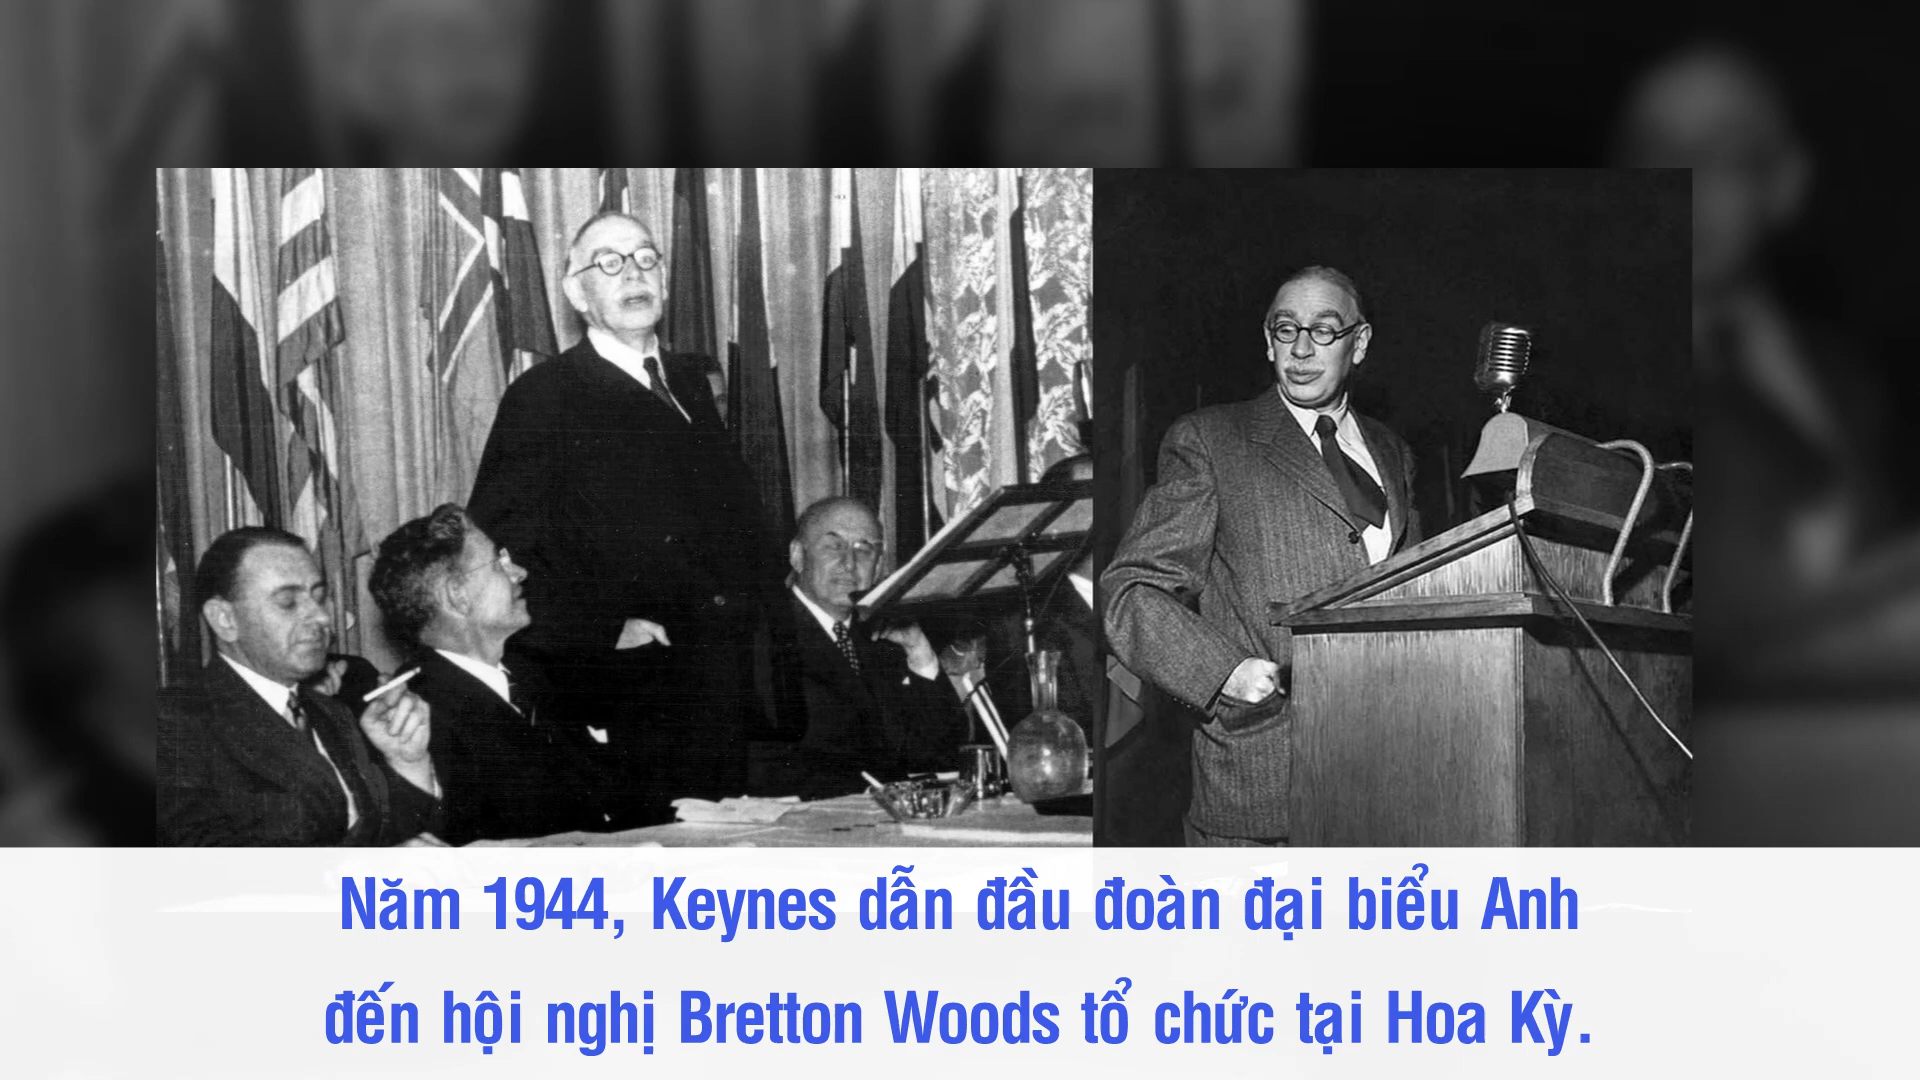 Năm 1944, Keynes dẫn đầu đoàn đại biểu Anh
đến hội nghị Bretton Woods tổ chức tại Hoa Kỳ.